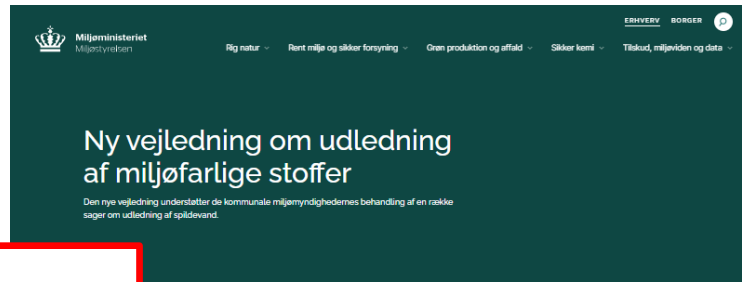 ERHVERV BORGER
Miljøministeriet
Miljøstyrelsen
Rig natur Rent miljø og sikker forsyning Grøn produktion og affald Sikker kemi Tilskud, miljøviden og data
Ny vejledning om udledning
af miljøfarlige stoffer
Den nye vejledning understøtter de kommunale miljømyndighedernes behandling af en række
sager om udledning af spildevand.